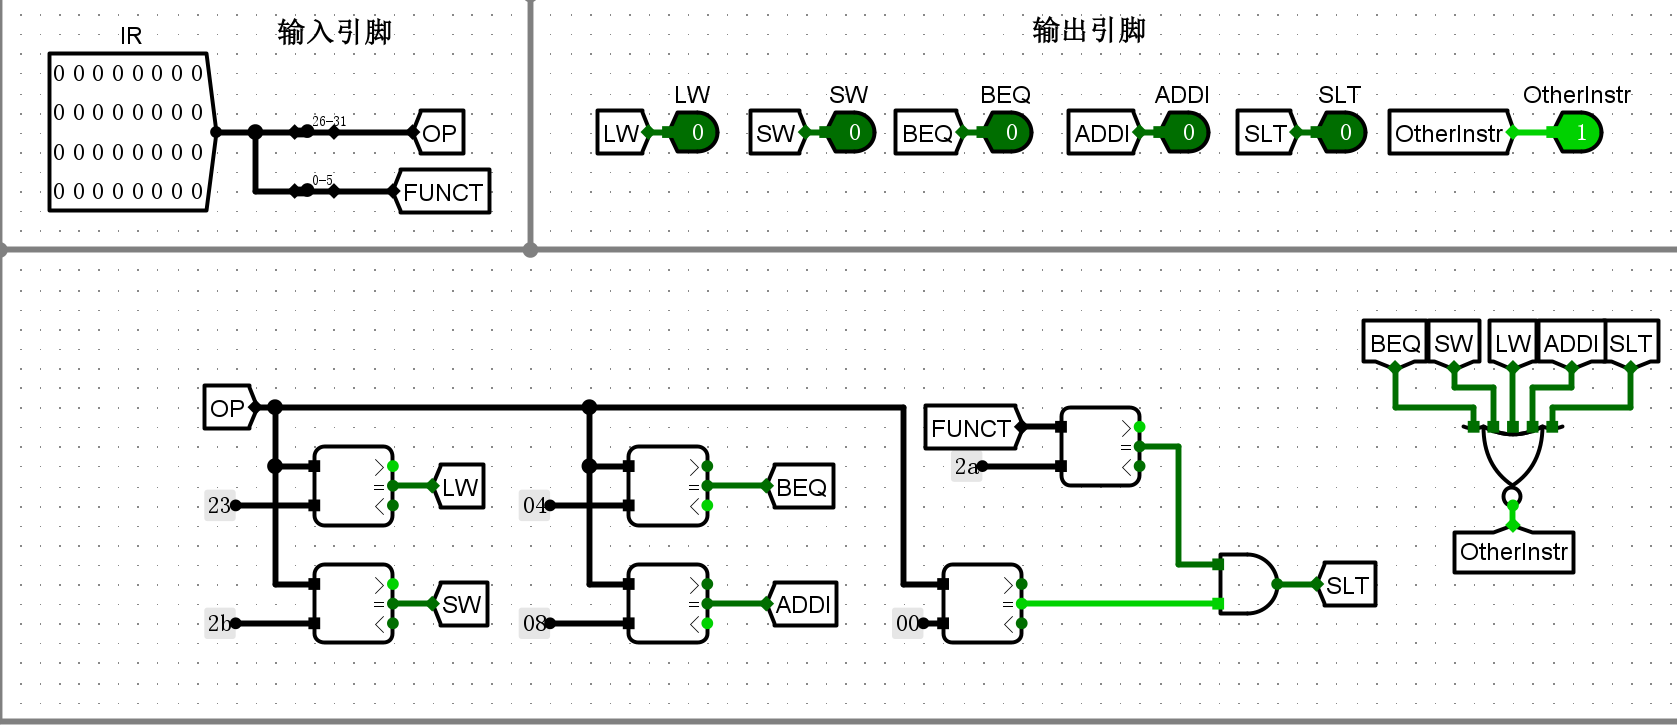 IR
输入引脚
0 0 0 0 0 0 0 0
0 0 0 0 0 0 0 0
0 0 0 0 0 0 0 0
0 0 0 0 0 0 0 0
26-31
OP
0-5
FUNCT
输出引脚
LW SW BEQ ADDI SLT OtherInstr
LW 0 SW 0 BEQ 0 ADDI 0 SLT 0 OtherInstr 1
BEQ SW LW ADDI SLT
OP
FUNCT
2a
> = <
23
> = <
LW
04
> = <
BEQ
2b
> = <
SW
08
> = <
ADDI
00
> = <
SLT
OtherInstr